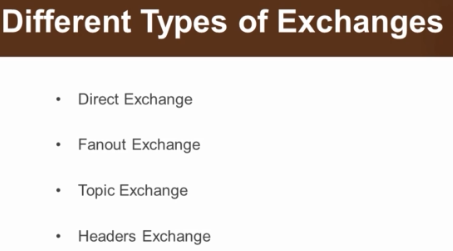 Different Types of Exchanges
• Direct Exchange
• Fanout Exchange
• Topic Exchange
• Headers Exchange